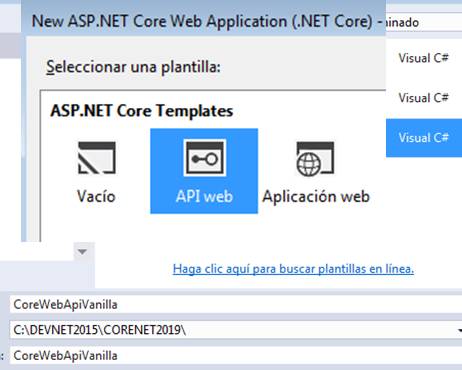 New ASP.NET Core Web Application (.NET Core) -
inado
Seleccionar una plantilla:
Visual C#
Visual C#
Visual C#
ASP.NET Core Templates
Vacío
API web
Aplicación web
Haga clic aquí para buscar plantillas en línea.
CoreWebApiVanilla
C:\DEVNET2015\CORENET2019\
CoreWebApiVanilla